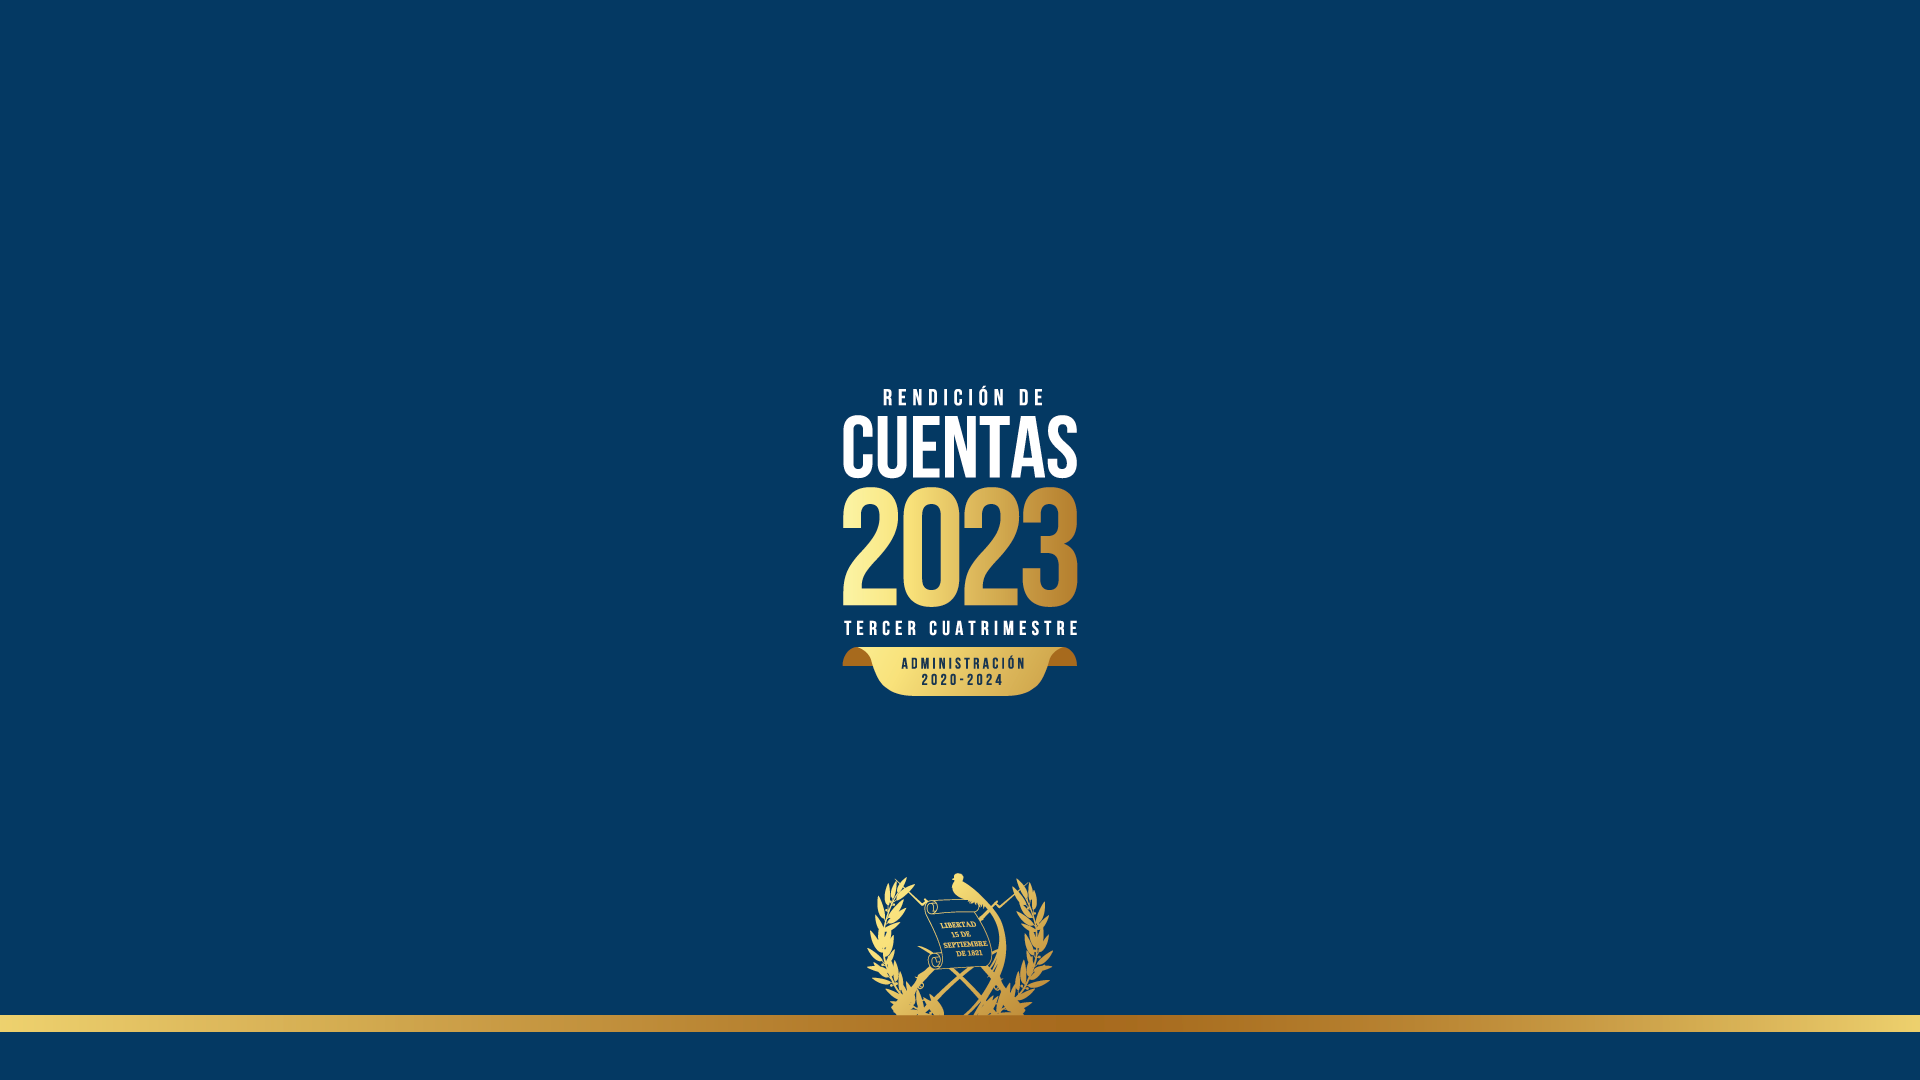 RENDICIÓN DE
CUENTAS
2023
TERCER CUATRIMESTRE
ADMINISTRACIÓN
2020-2024
LIBERTAD
15 DE
SEPTIEMBRE
DE 1821